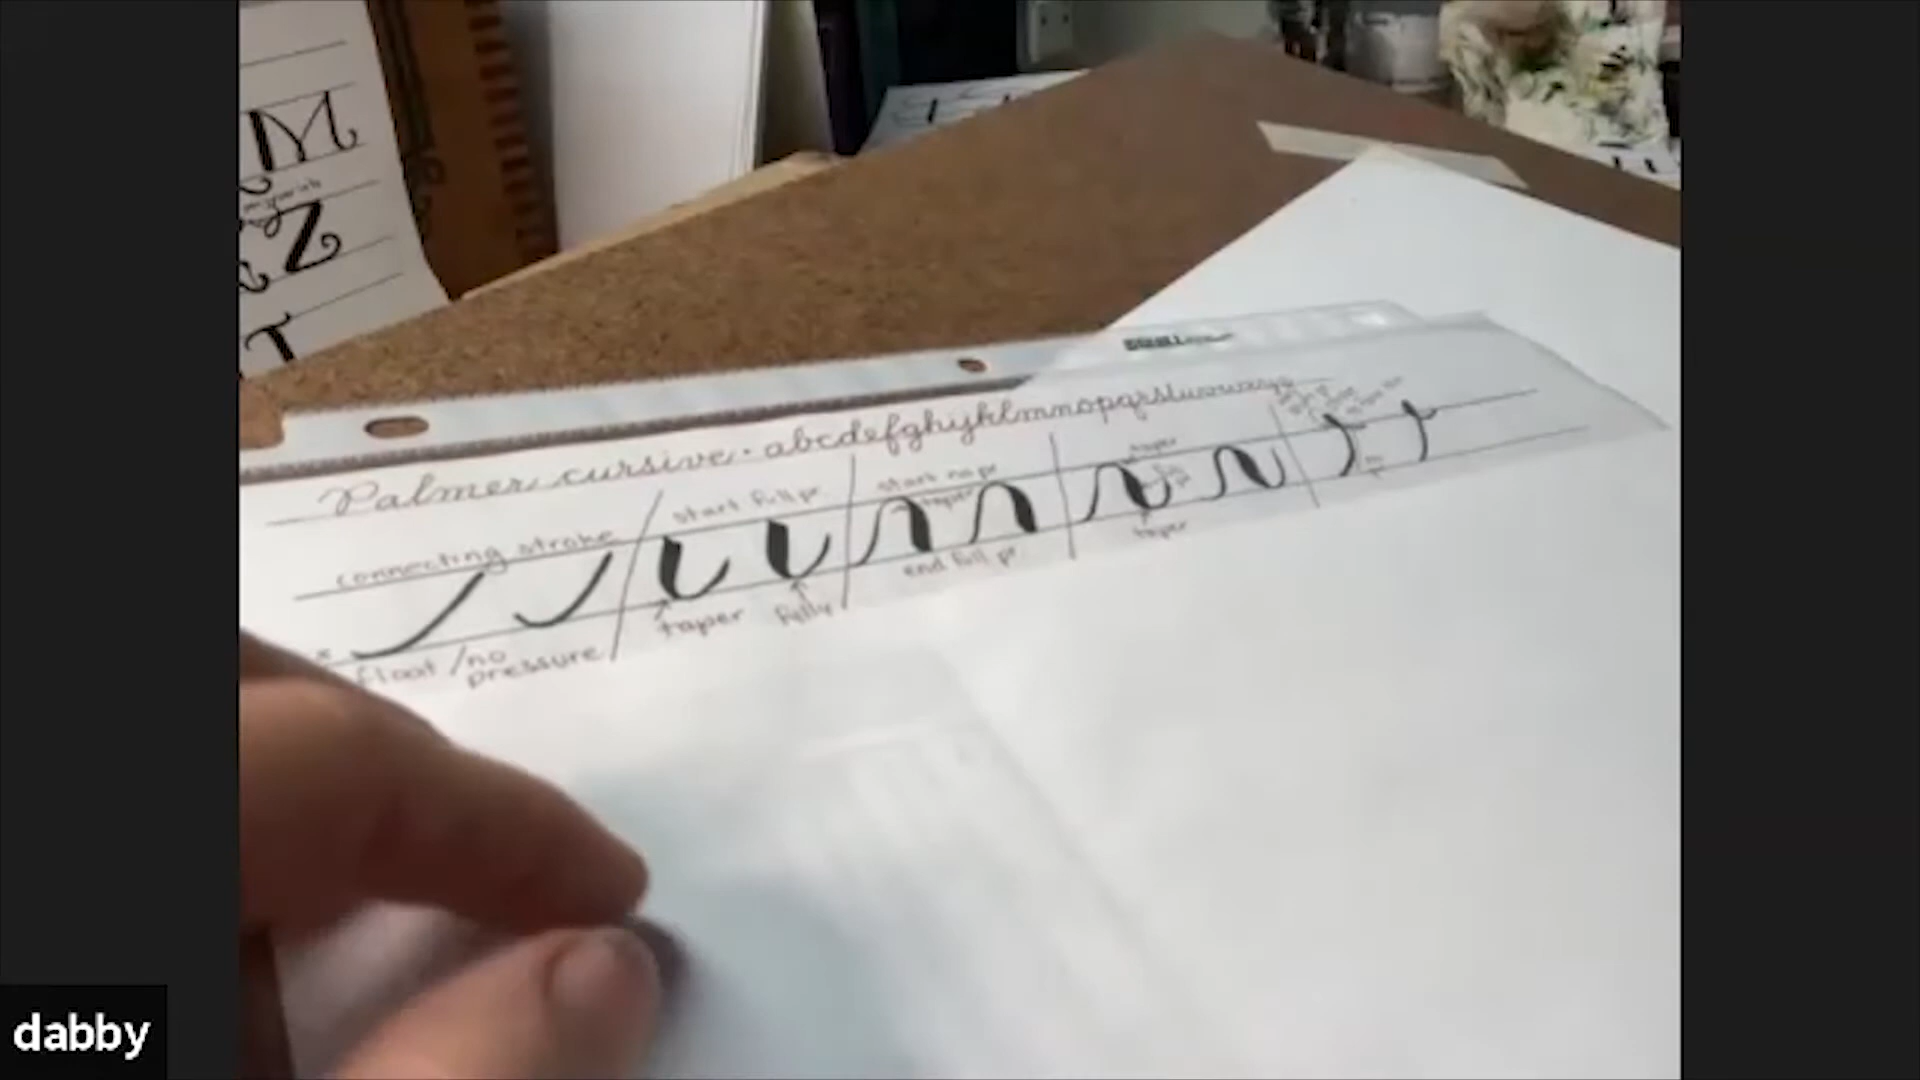 M
Z
Palmer cursive · abcdefghijklmnopqrstuvwxyz
connecting stroke
start full pr.
start no pr.
taper
taper
end full pr.
taper
taper
fully
float / no
pressure
dabby